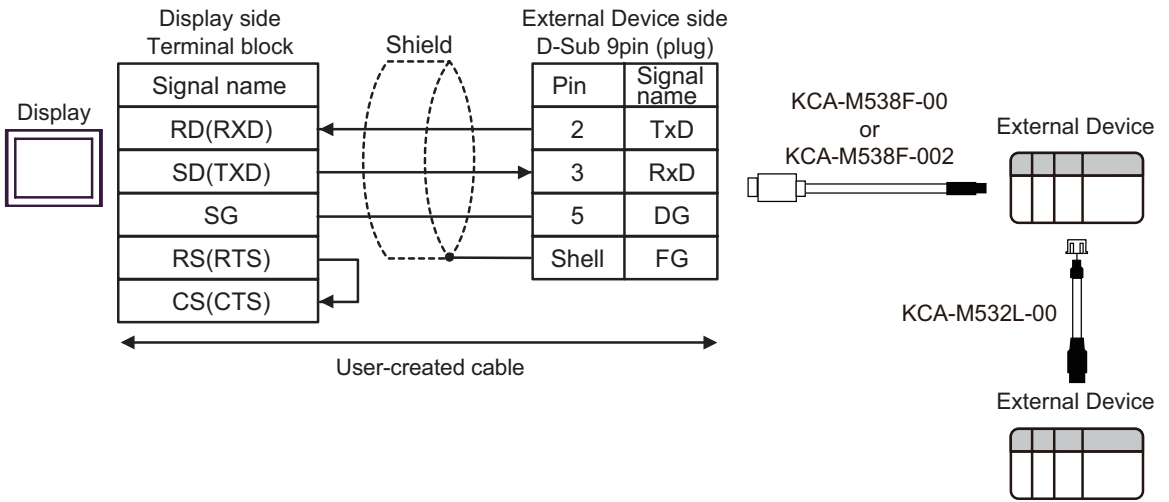 Display side
Terminal block
Shield
External Device side
D-Sub 9pin (plug)
Display
Signal name
RD(RXD)
SD(TXD)
SG
RS(RTS)
CS(CTS)
Pin
Signal
name
2
TxD
3
RxD
5
DG
Shell
FG
User-created cable
KCA-M538F-00
or
KCA-M538F-002
External Device
KCA-M532L-00
External Device